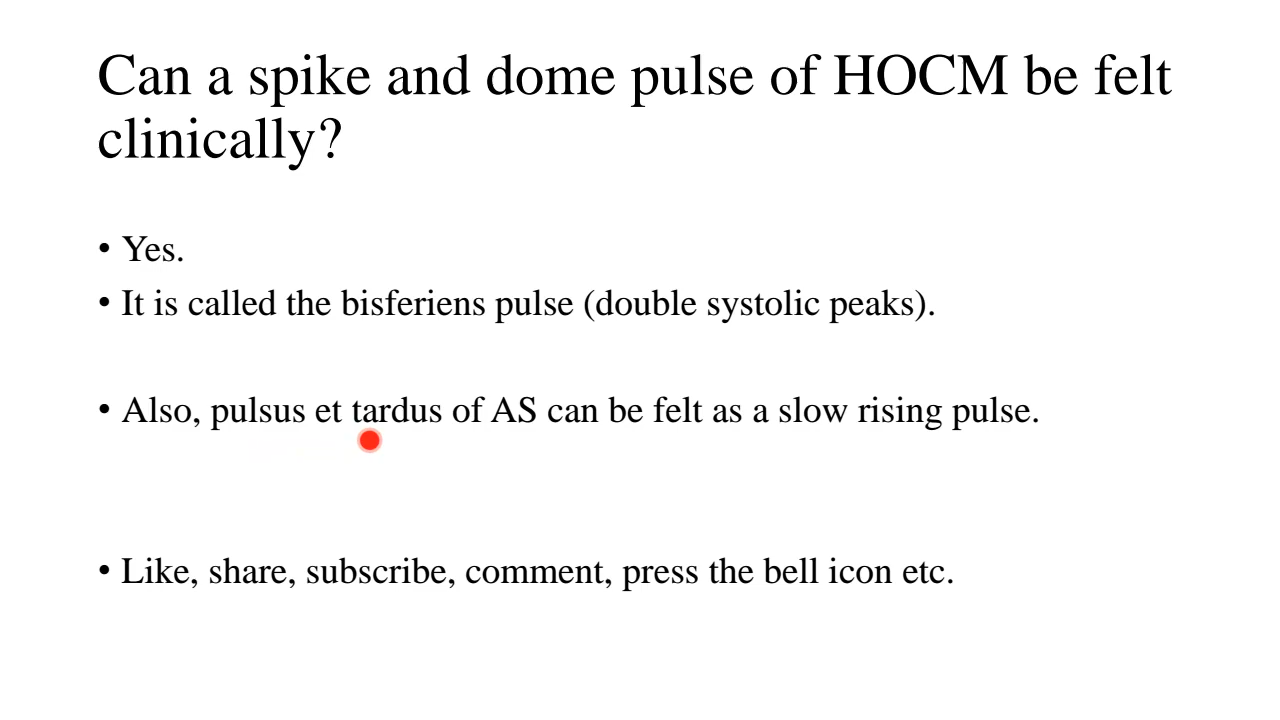 Can a spike and dome pulse of HOCM be felt
clinically?
• Yes.
• It is called the bisferiens pulse (double systolic peaks).
• Also, pulsus et tardus of AS can be felt as a slow rising pulse.
• Like, share, subscribe, comment, press the bell icon etc.